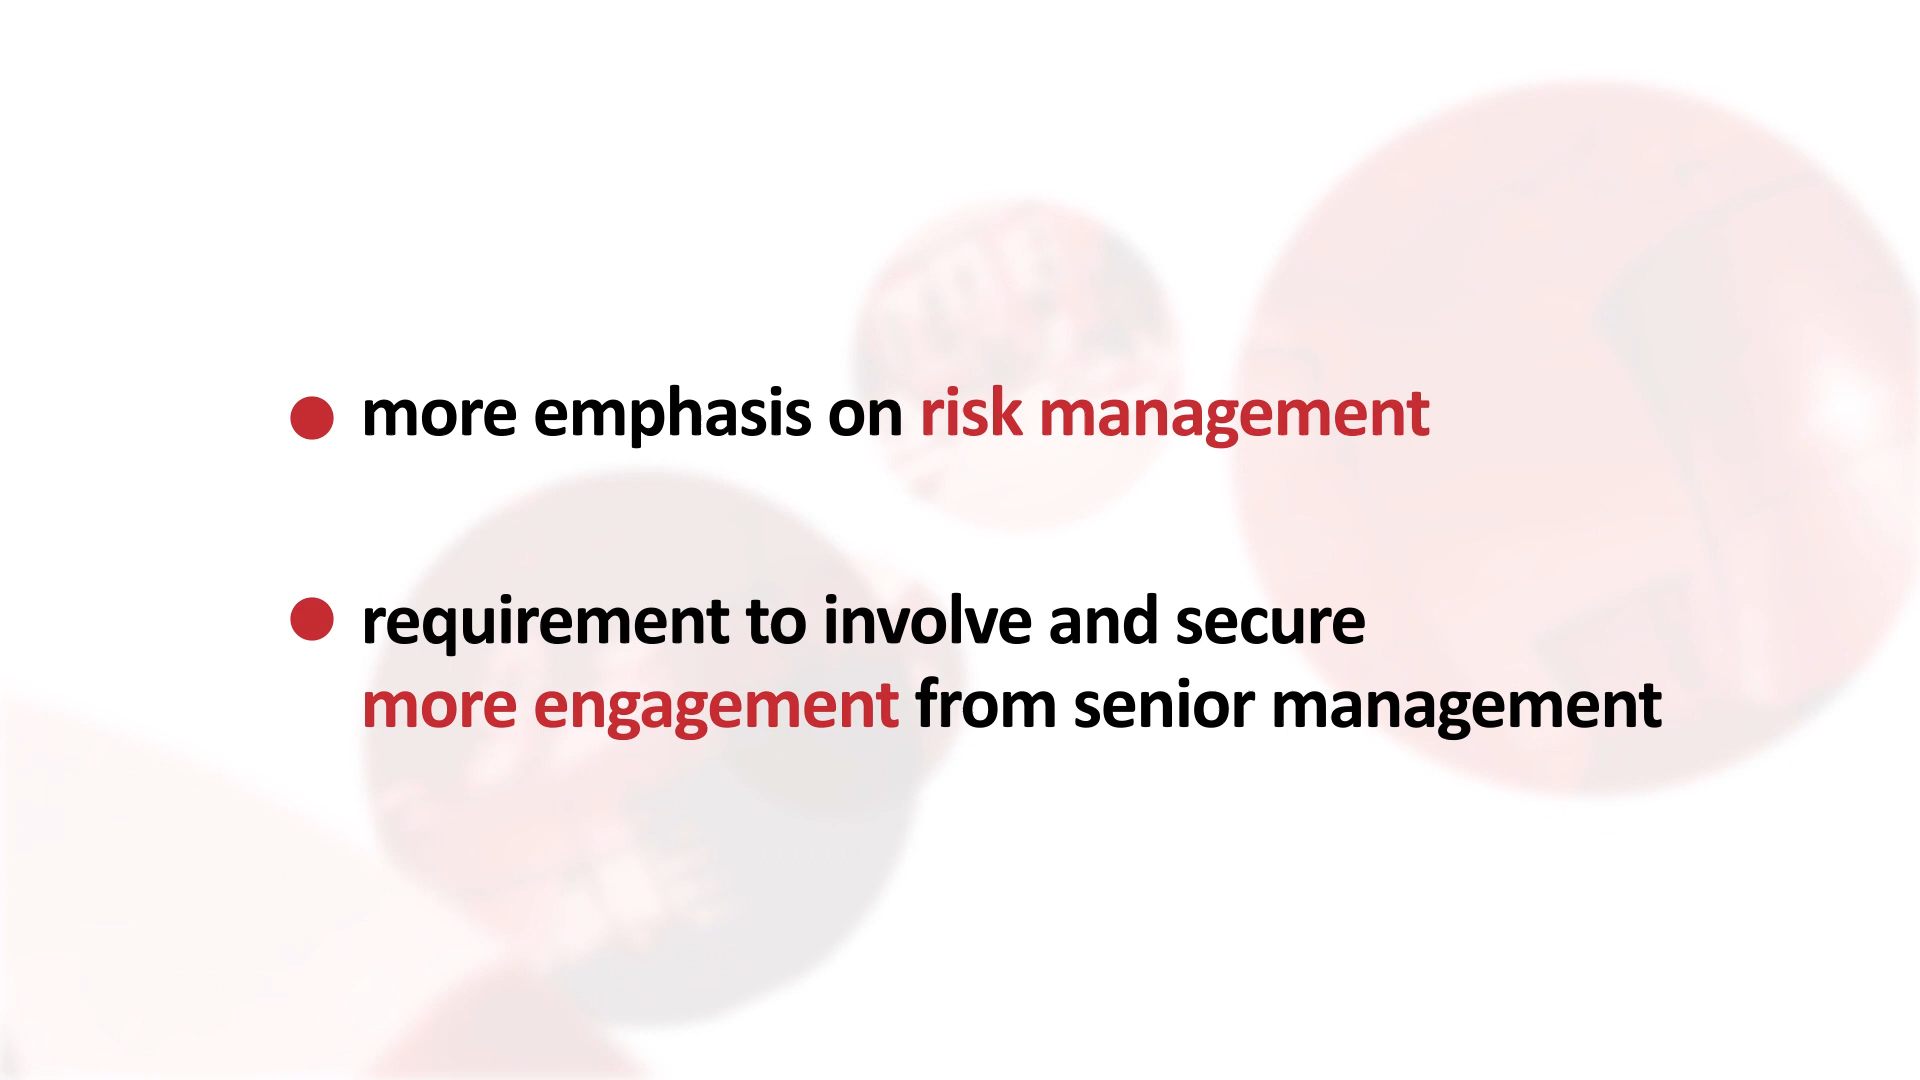 more emphasis on risk management
requirement to involve and secure
more engagement from senior management